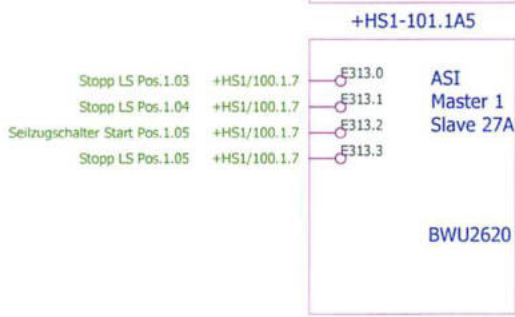 +HS1-101.1A5
Stopp LS Pos.1.03 +HS1/100.1.7 E313.0 ASI
Stopp LS Pos.1.04 +HS1/100.1.7 E313.1 Master 1
Seilzugschalter Start Pos.1.05 +HS1/100.1.7 E313.2 Slave 27A
Stopp LS Pos.1.05 +HS1/100.1.7 E313.3
BWU2620